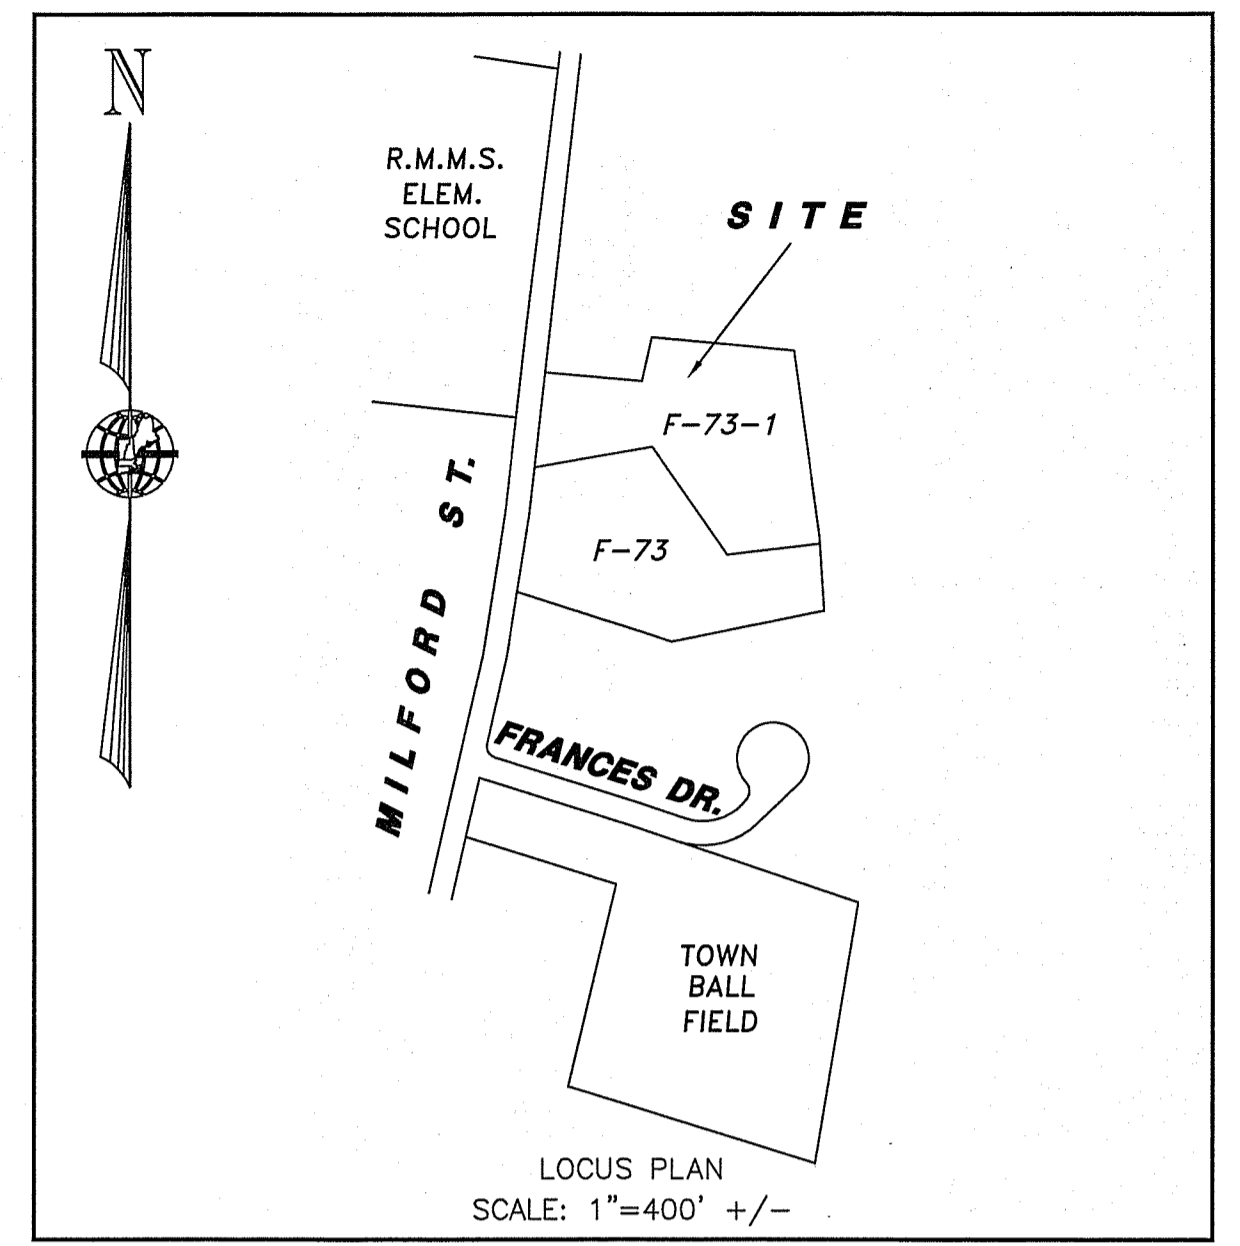 N
R.M.M.S.
ELEM.
SCHOOL
SITE
F-73-1
MILFORD ST.
F-73
FRANCES DR.
TOWN
BALL
FIELD
LOCUS PLAN
SCALE: 1"=400' +/-